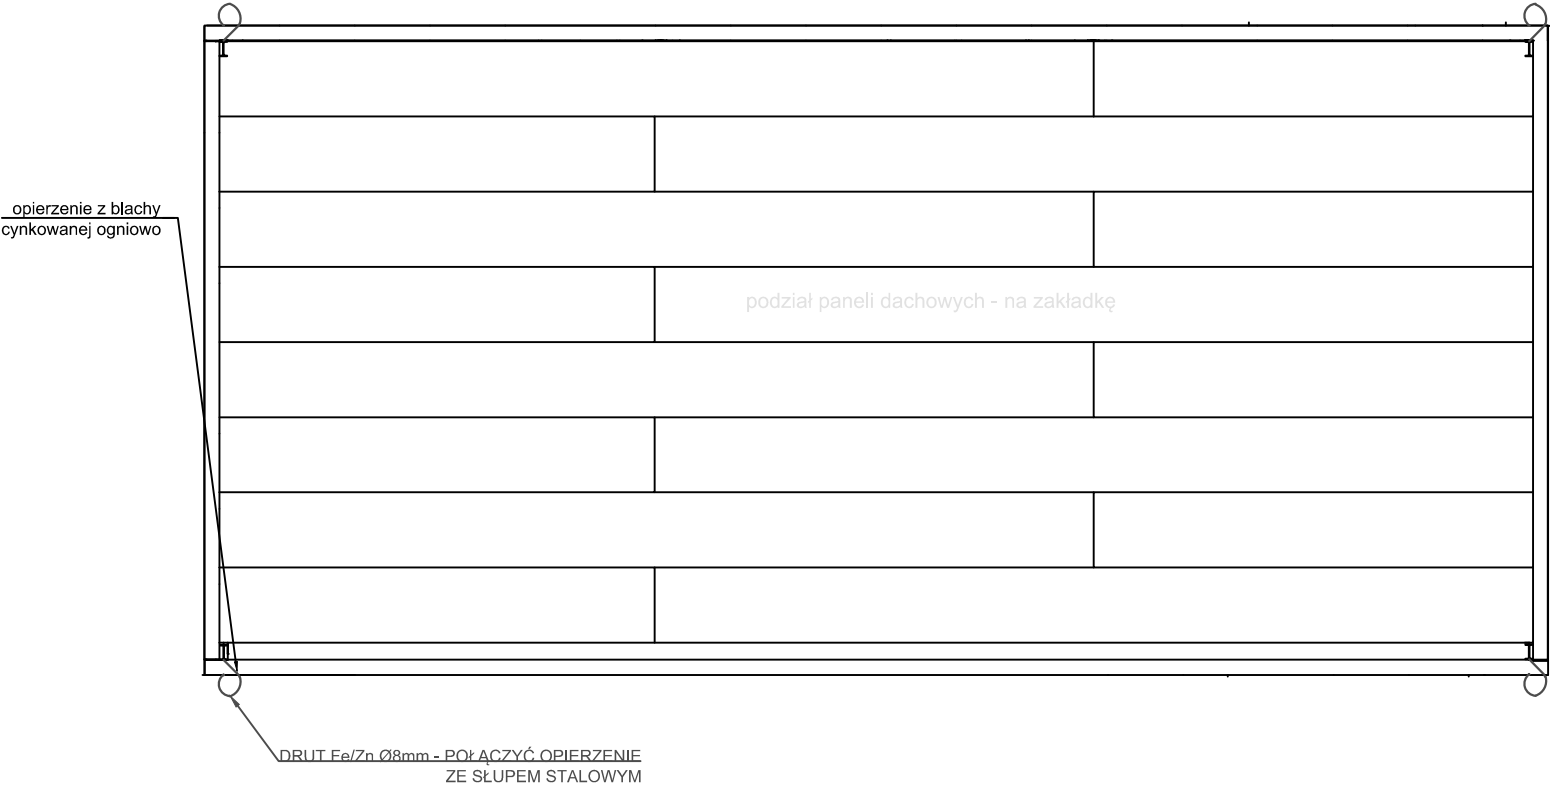 opierzenie z blachy
cynkowanej ogniowo
podział paneli dachowych - na zakładkę
DRUT Fe/Zn Ø8mm - POŁĄCZYĆ OPIERZENIE
ZE SŁUPEM STALOWYM